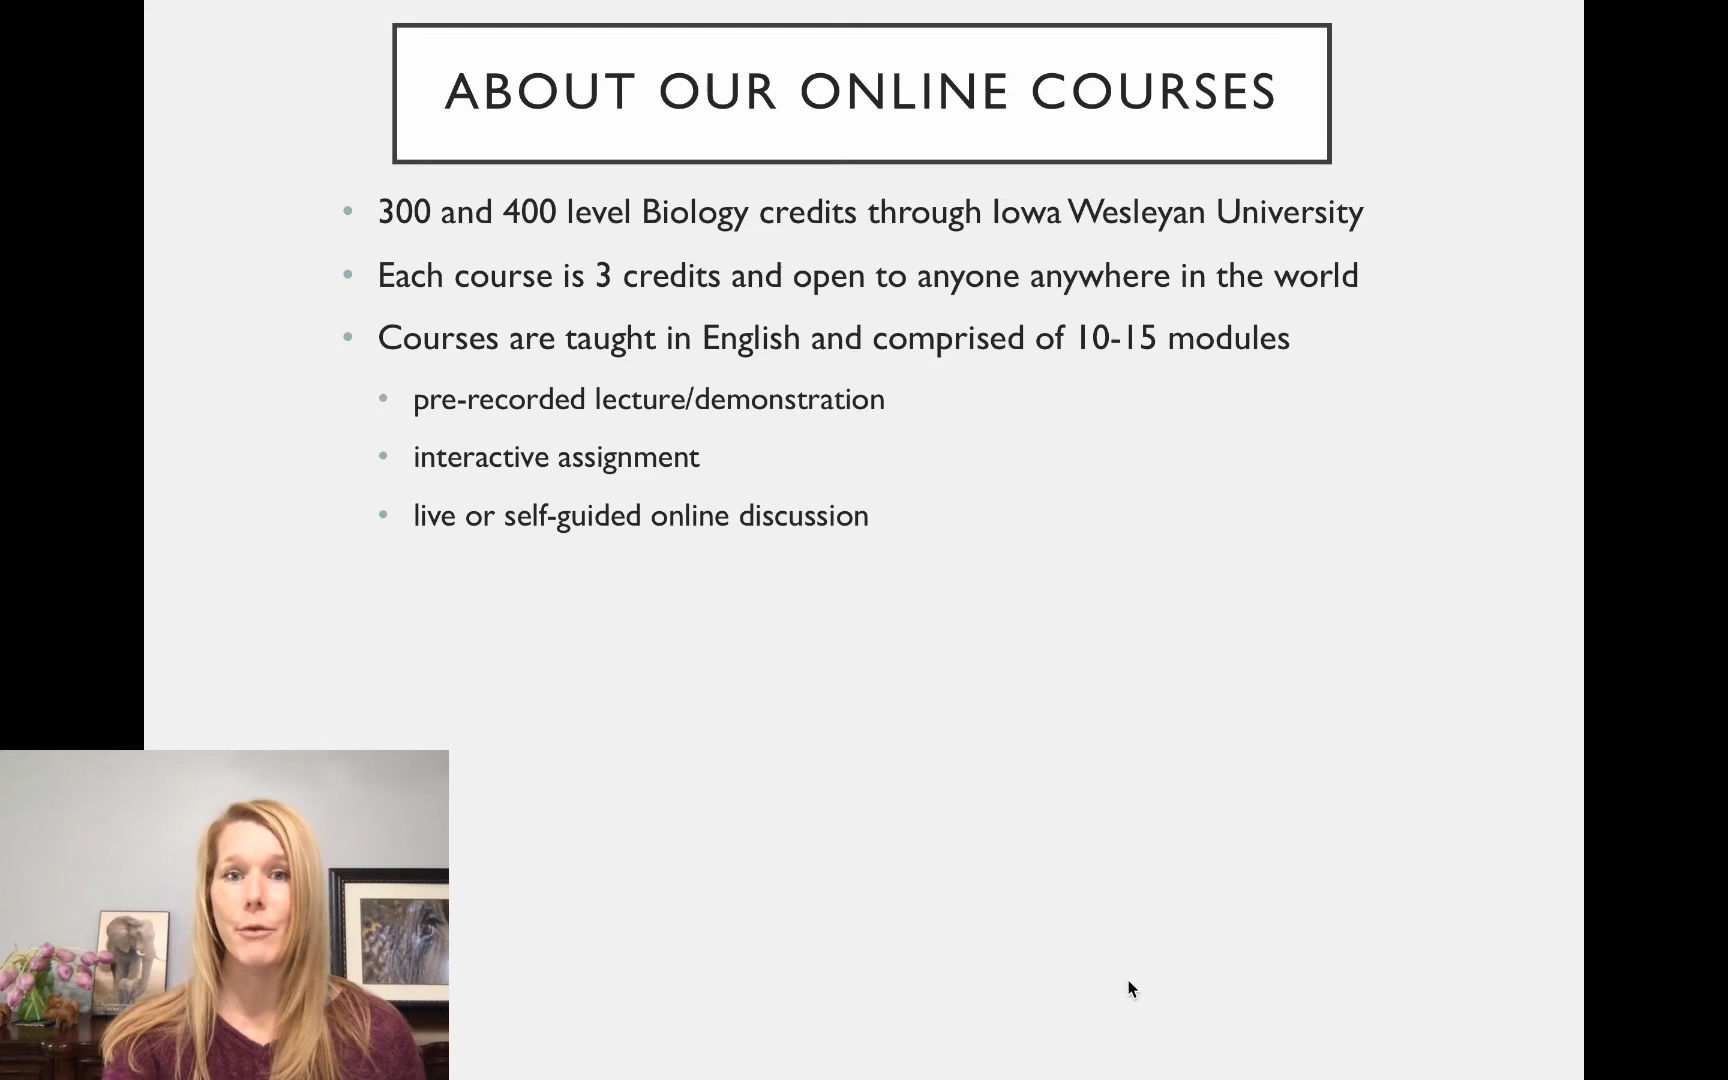 ABOUT OUR ONLINE COURSES
• 300 and 400 level Biology credits through Iowa Wesleyan University
• Each course is 3 credits and open to anyone anywhere in the world
• Courses are taught in English and comprised of 10-15 modules
• pre-recorded lecture/demonstration
• interactive assignment
• live or self-guided online discussion